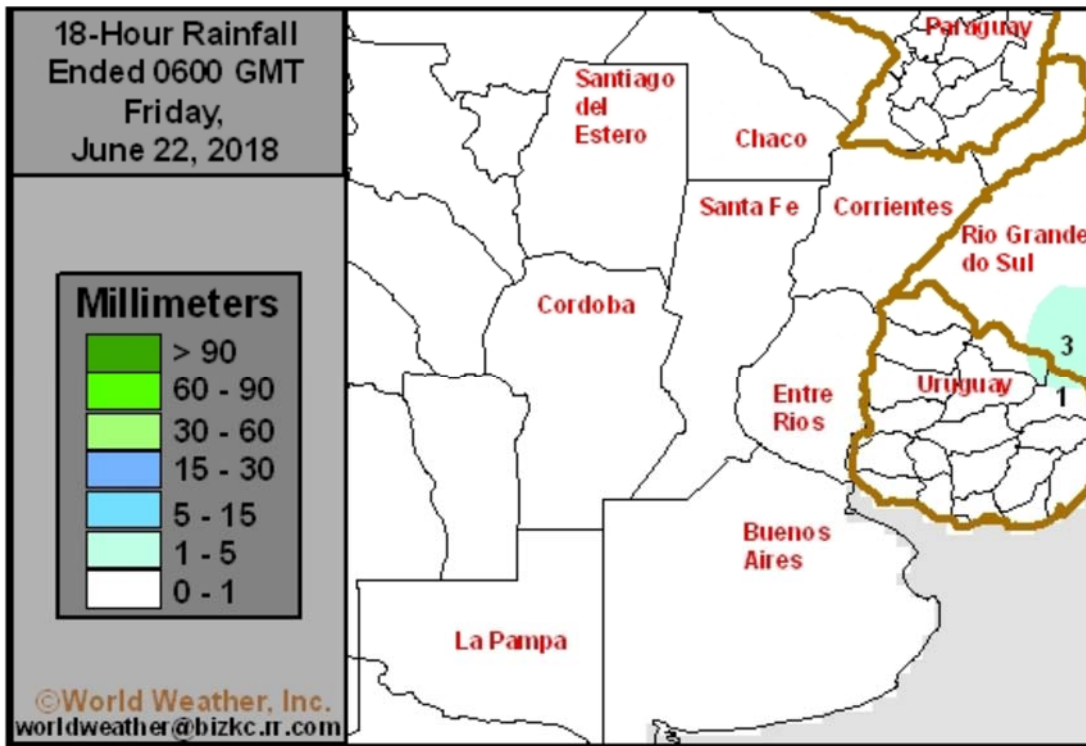 18-Hour Rainfall
Ended 0600 GMT
Friday,
June 22, 2018
Millimeters
> 90
60 - 90
30 - 60
15 - 30
5 - 15
1 - 5
0 - 1
©World Weather, Inc.
worldweather@bizkc.rr.com
Paraguay
Santiago
del
Estero
Chaco
Santa Fe
Corrientes
Rio Grande
do Sul
Cordoba
3
Uruguay
1
Entre
Rios
Buenos
Aires
La Pampa